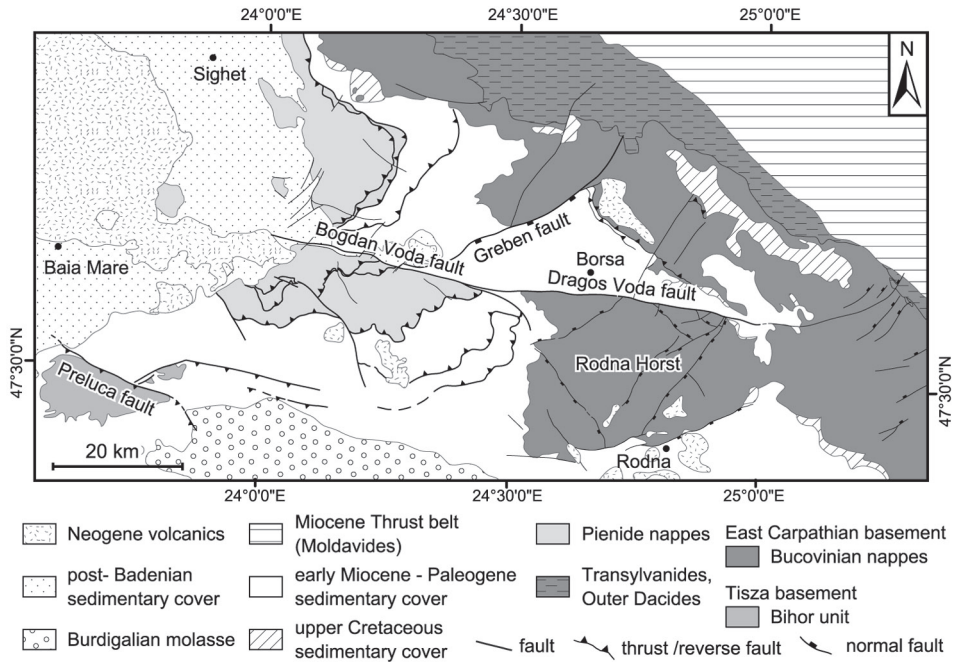 24°0'0"E 24°30'0"E 25°0'0"E
N
Sighet
Bogdan Voda fault
Greben fault
Baia Mare
Borsa
Dragos Voda fault
47°30'0"N
Preluca fault
Rodna Horst
47°30'0"N
20 km
Rodna
24°0'0"E 24°30'0"E 25°0'0"E
Neogene volcanics
post- Badenian
sedimentary cover
Burdigalian molasse
Miocene Thrust belt
(Moldavides)
early Miocene - Paleogene
sedimentary cover
upper Cretaceous
sedimentary cover
Pienide nappes
Transylvanides,
Outer Dacides
East Carpathian basement
Bucovinian nappes
Tisza basement
Bihor unit
fault
thrust /reverse fault
normal fault